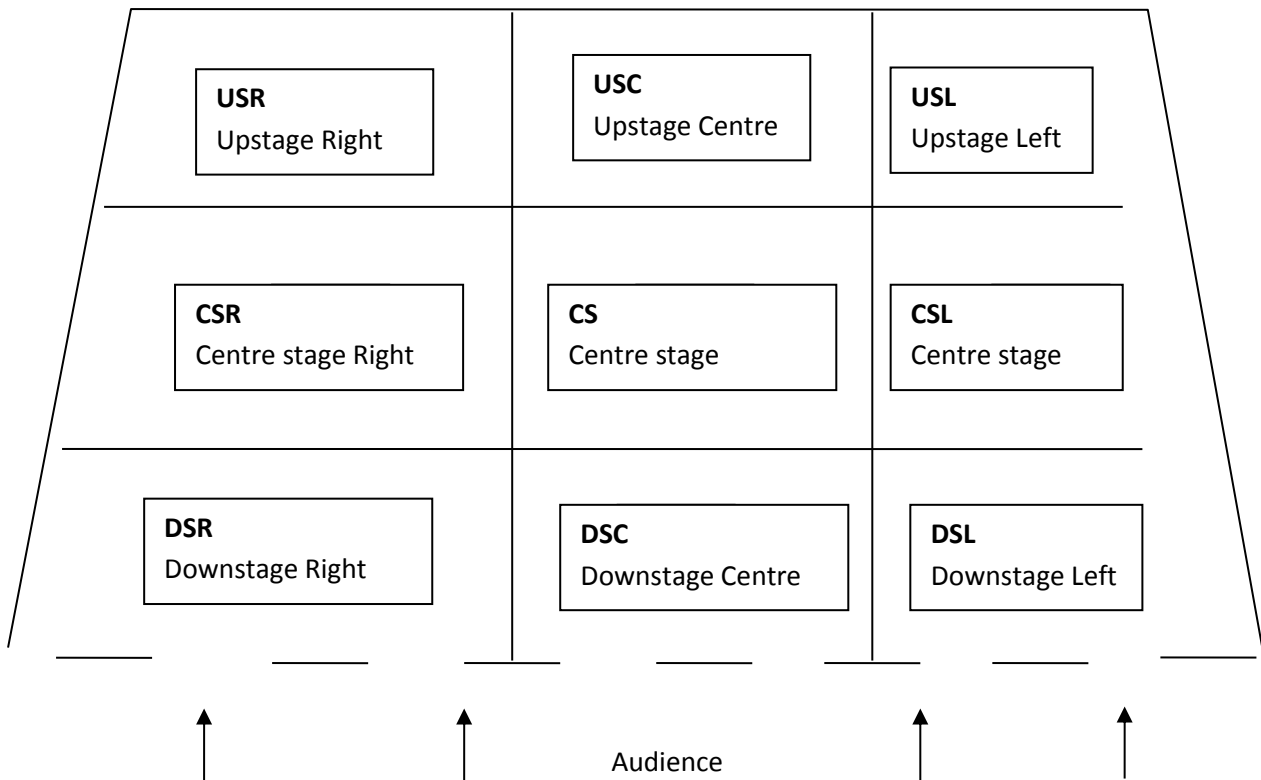 USR
Upstage Right
USC
Upstage Centre
USL
Upstage Left
CSR
Centre stage Right
CS
Centre stage
CSL
Centre stage
DSR
Downstage Right
DSC
Downstage Centre
DSL
Downstage Left
Audience